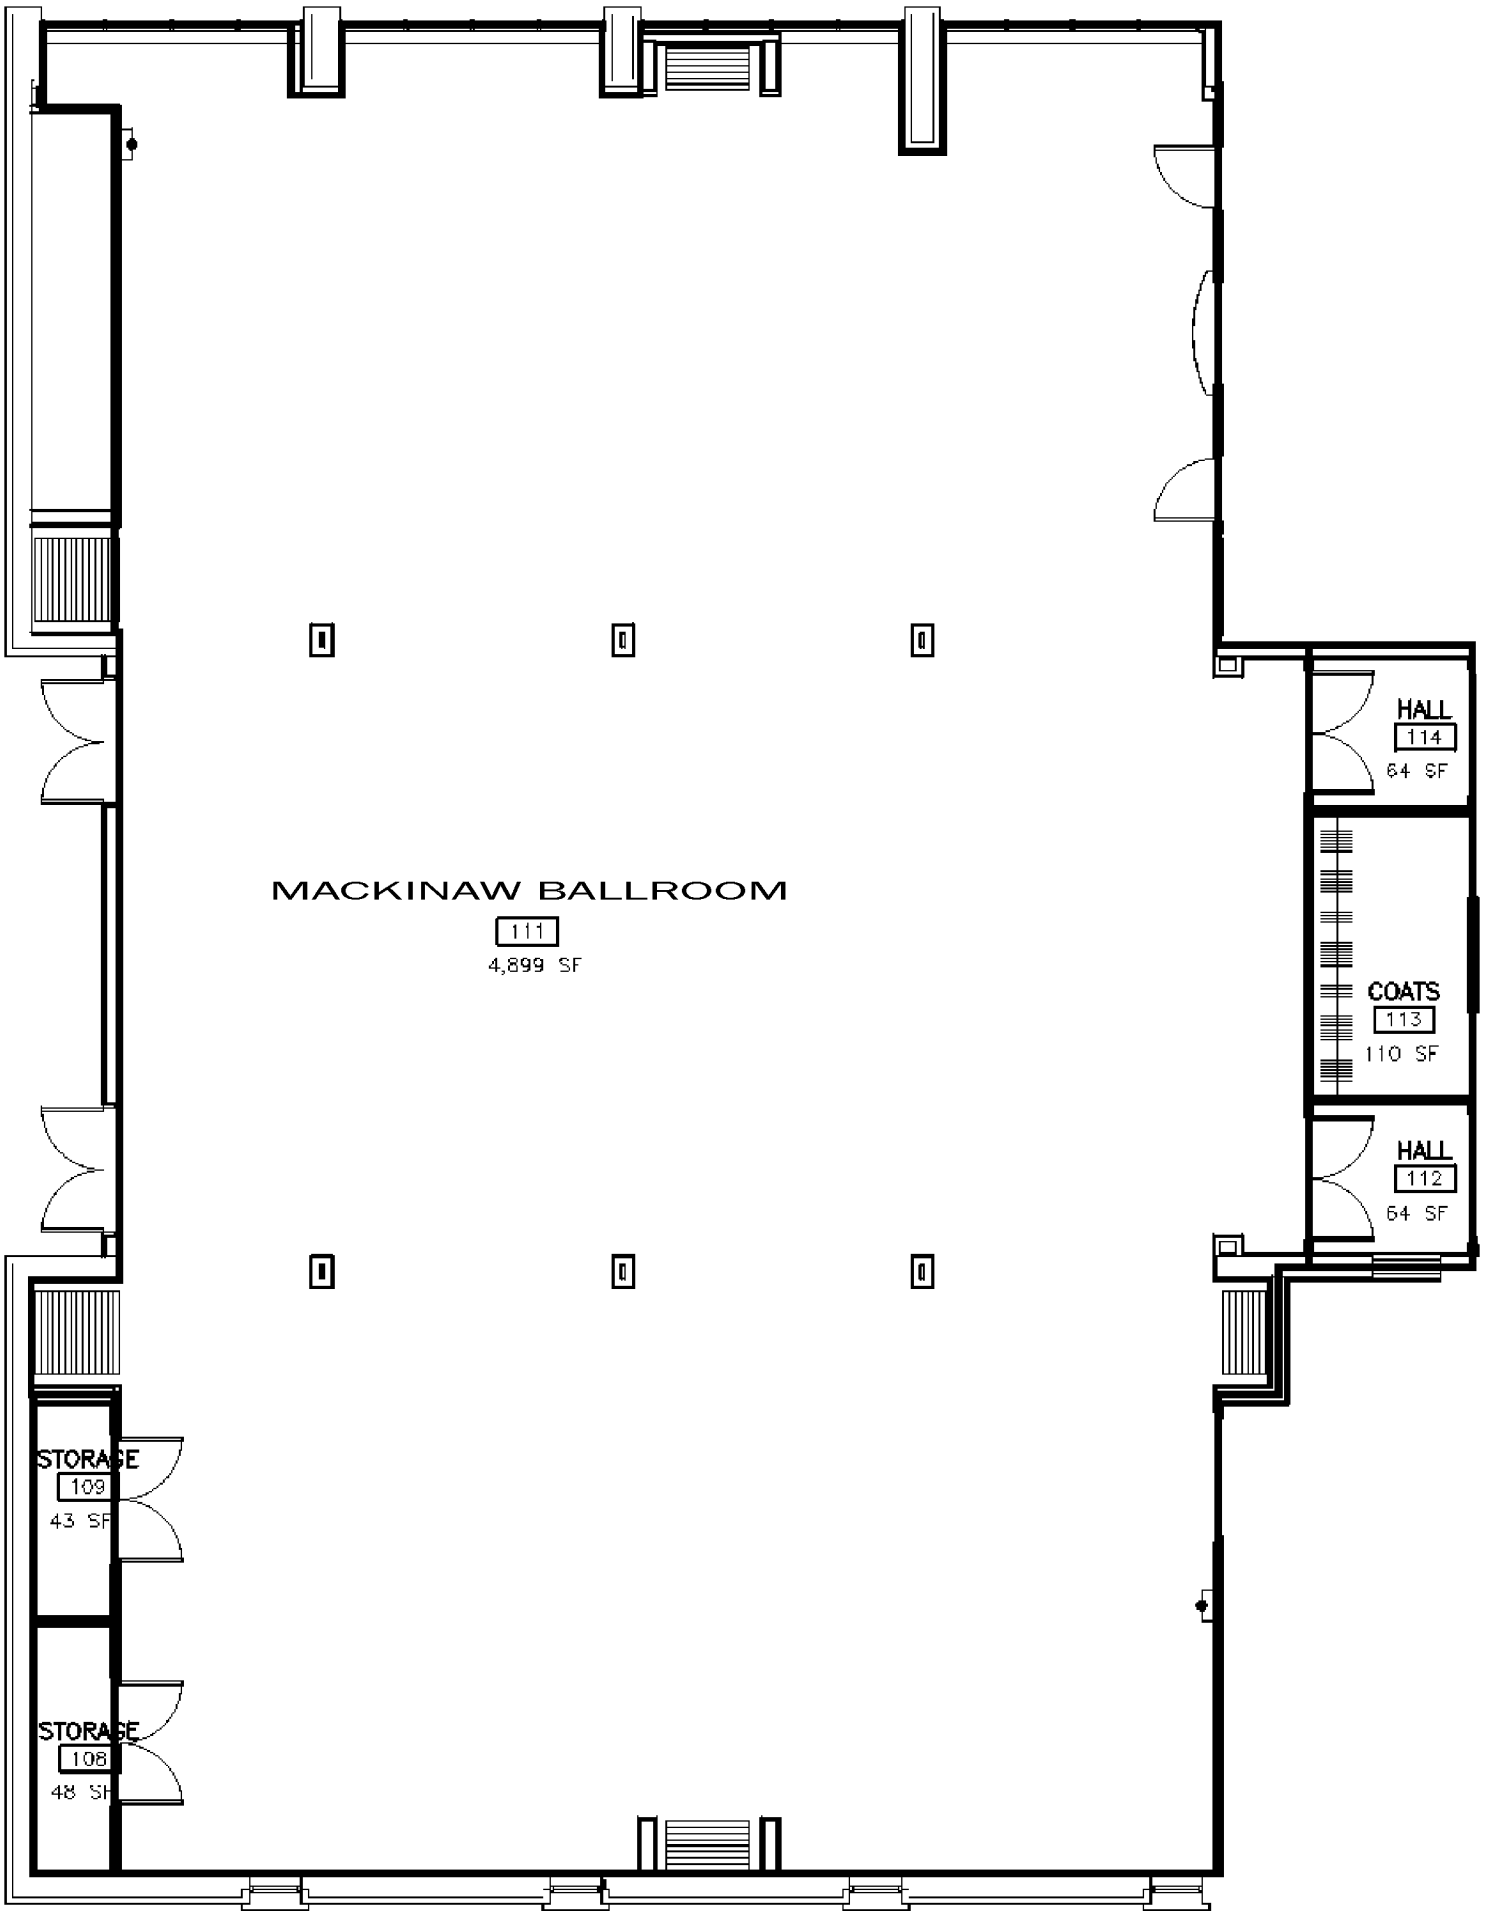 HALL
114
64 SF
MACKINAW BALLROOM
111
4,899 SF
COATS
113
110 SF
HALL
112
64 SF
STORAGE
109
43 SF
STORAGE
108
48 SF